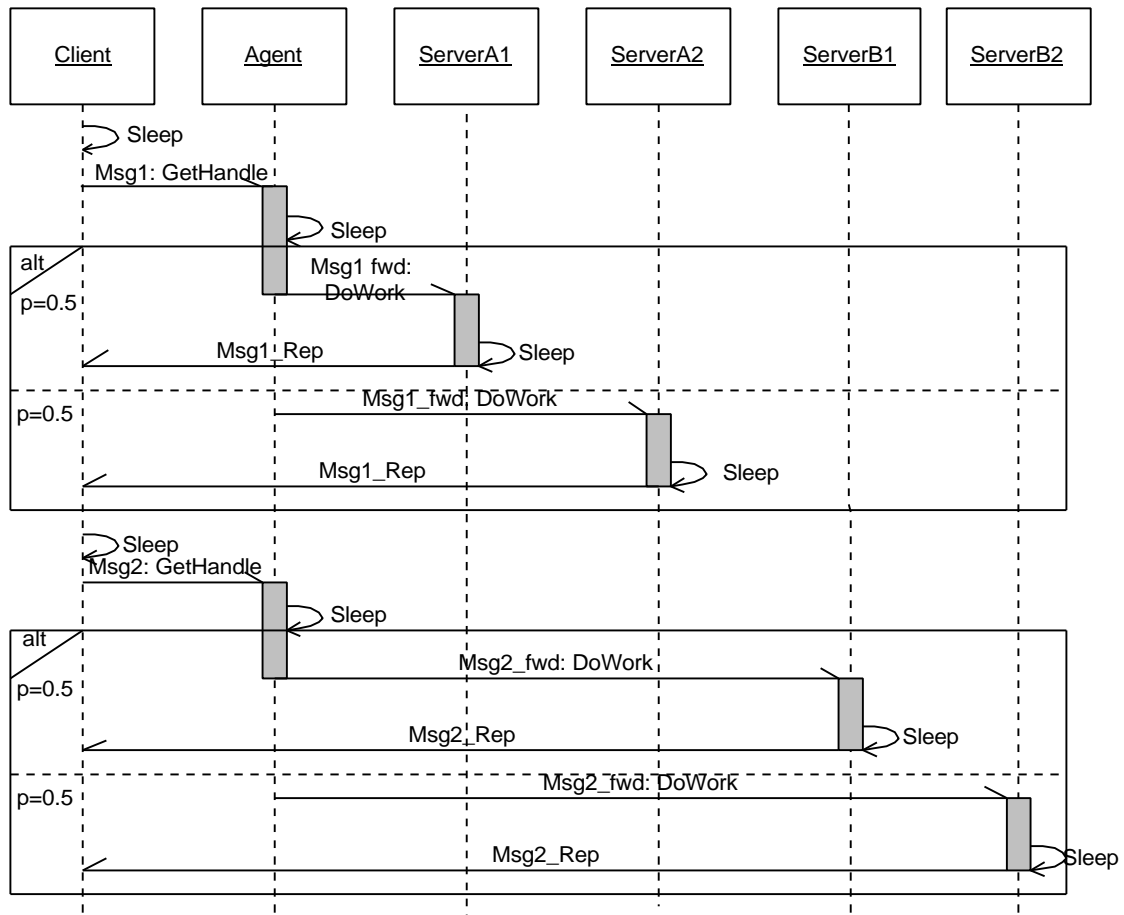 Client
Agent
ServerA1
ServerA2
ServerB1
ServerB2
Sleep
Msg1: GetHandle
Sleep
alt
Msg1 fwd:
DoWork
p=0.5
Msg1_Rep
Sleep
p=0.5
Msg1_fwd: DoWork
Msg1_Rep
Sleep
Sleep
Msg2: GetHandle
Sleep
alt
Msg2_fwd: DoWork
p=0.5
Msg2_Rep
Sleep
Msg2_fwd: DoWork
p=0.5
Msg2_Rep
Sleep